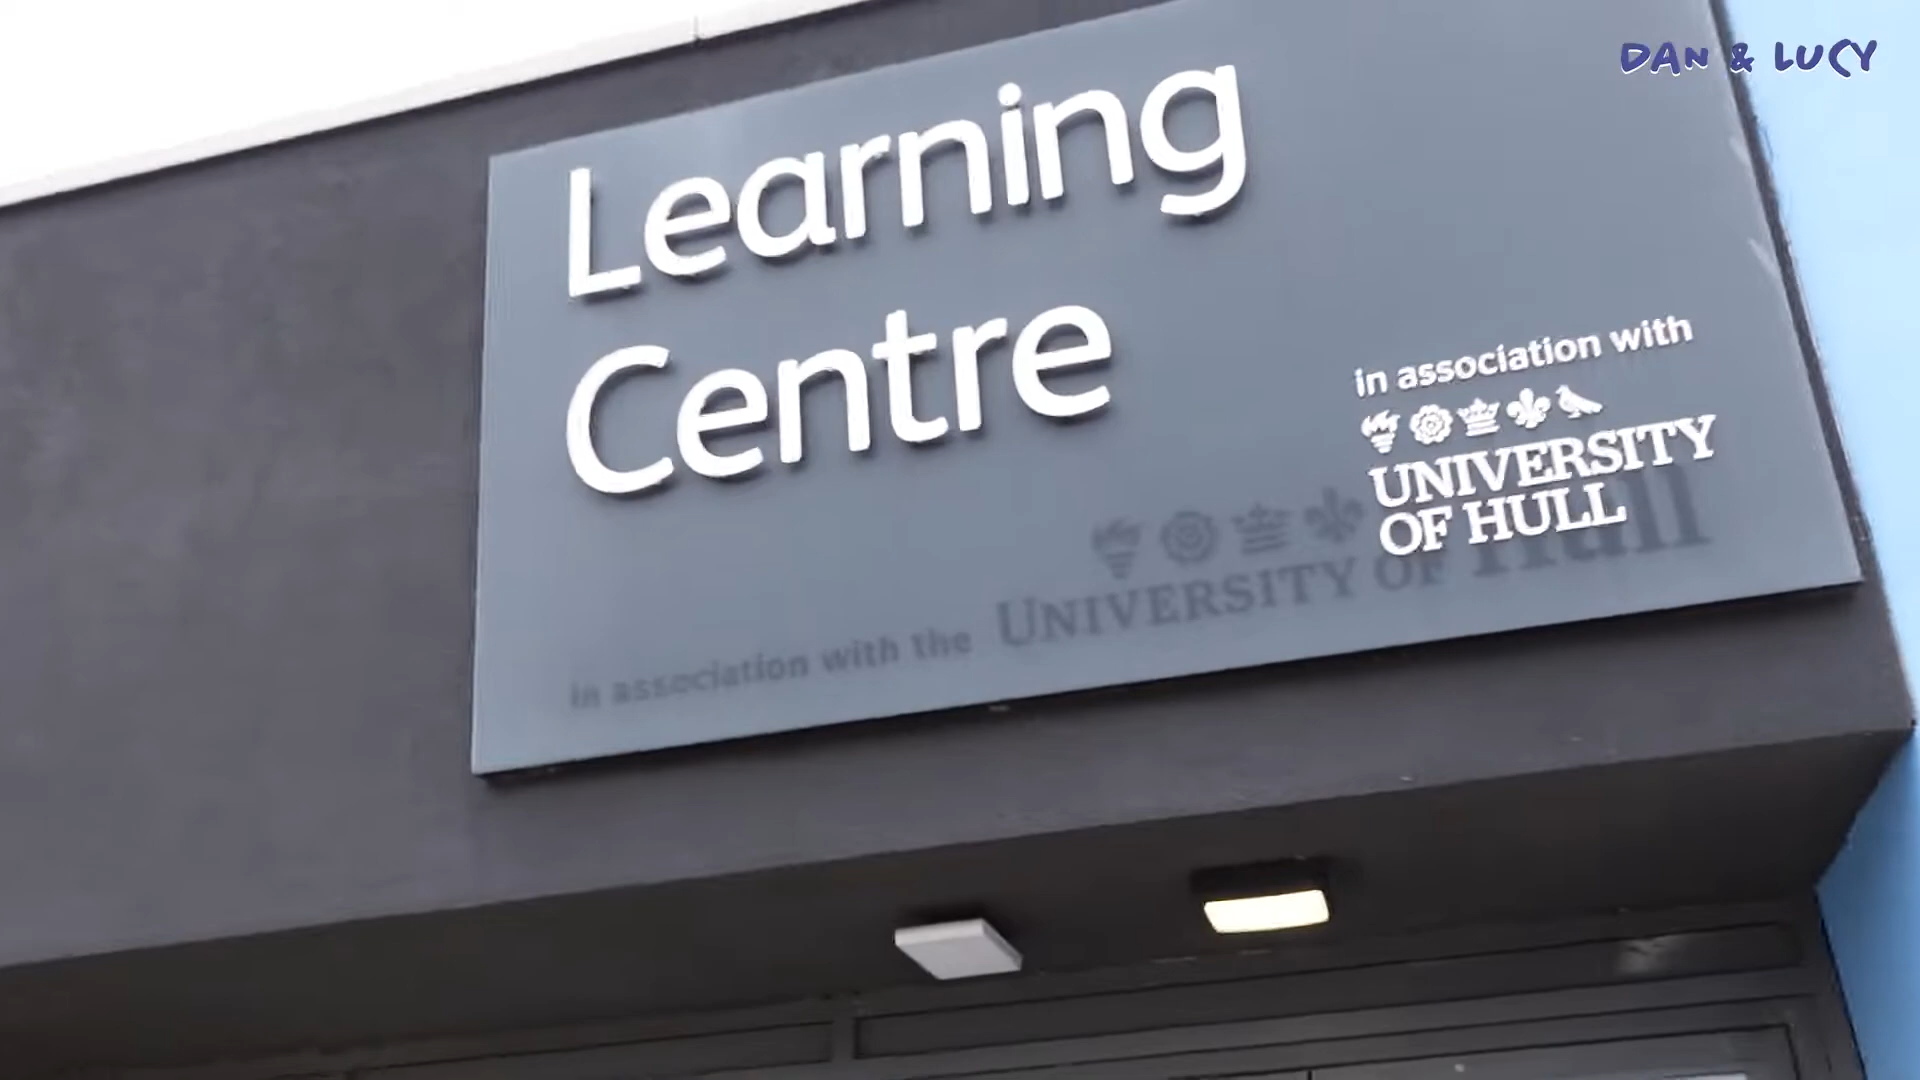 DAN & LUCY
Learning
Centre
in association with
UNIVERSITY
OF HULL
in association with the UNIVERSITY OF Hull